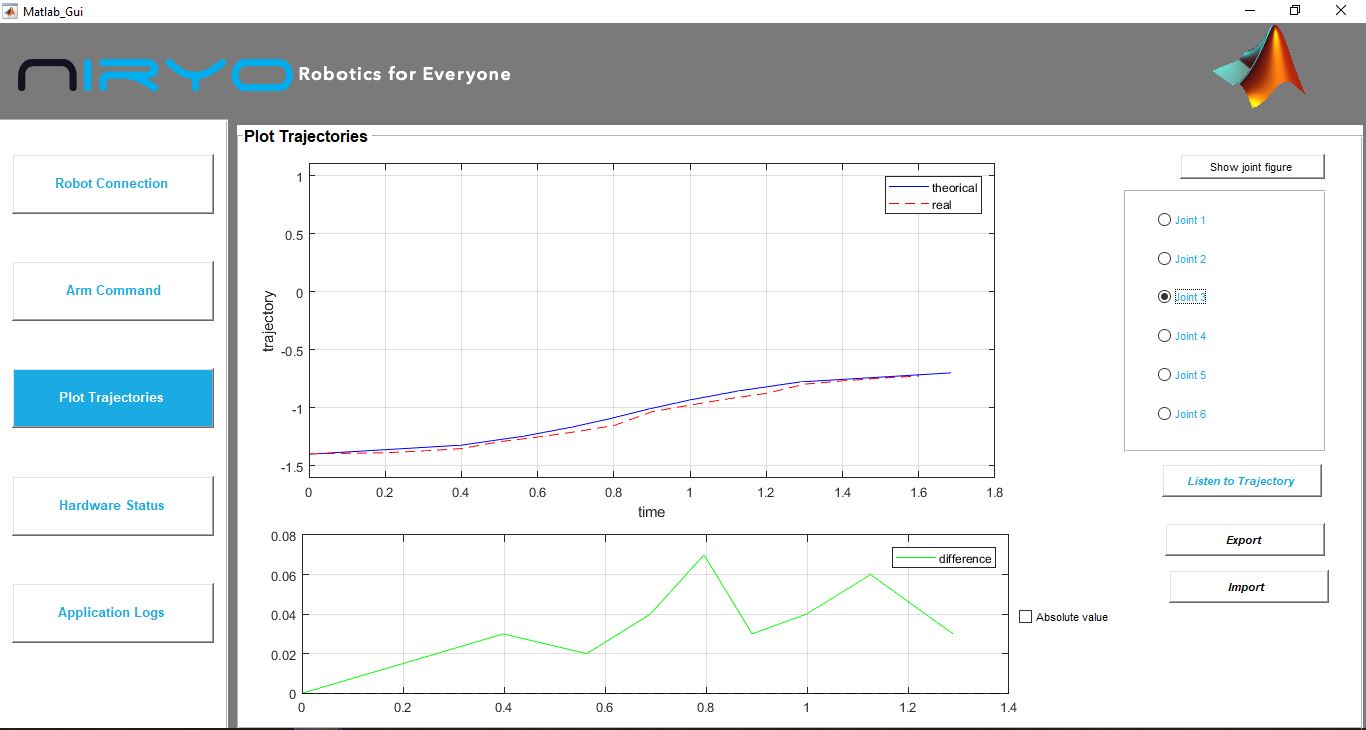 Matlab_Gui
NIRYO Robotics for Everyone
Robot Connection
Arm Command
Plot Trajectories
Hardware Status
Application Logs
Plot Trajectories
1
0.5
0
-0.5
-1
-1.5
trajectory
theorical
real
0 0.2 0.4 0.6 0.8 1 1.2 1.4 1.6 1.8
time
0.08
0.06
0.04
0.02
0
difference
0 0.2 0.4 0.6 0.8 1 1.2 1.4
Absolute value
Show joint figure
Joint 1
Joint 2
Joint 3
Joint 4
Joint 5
Joint 6
Listen to Trajectory
Export
Import